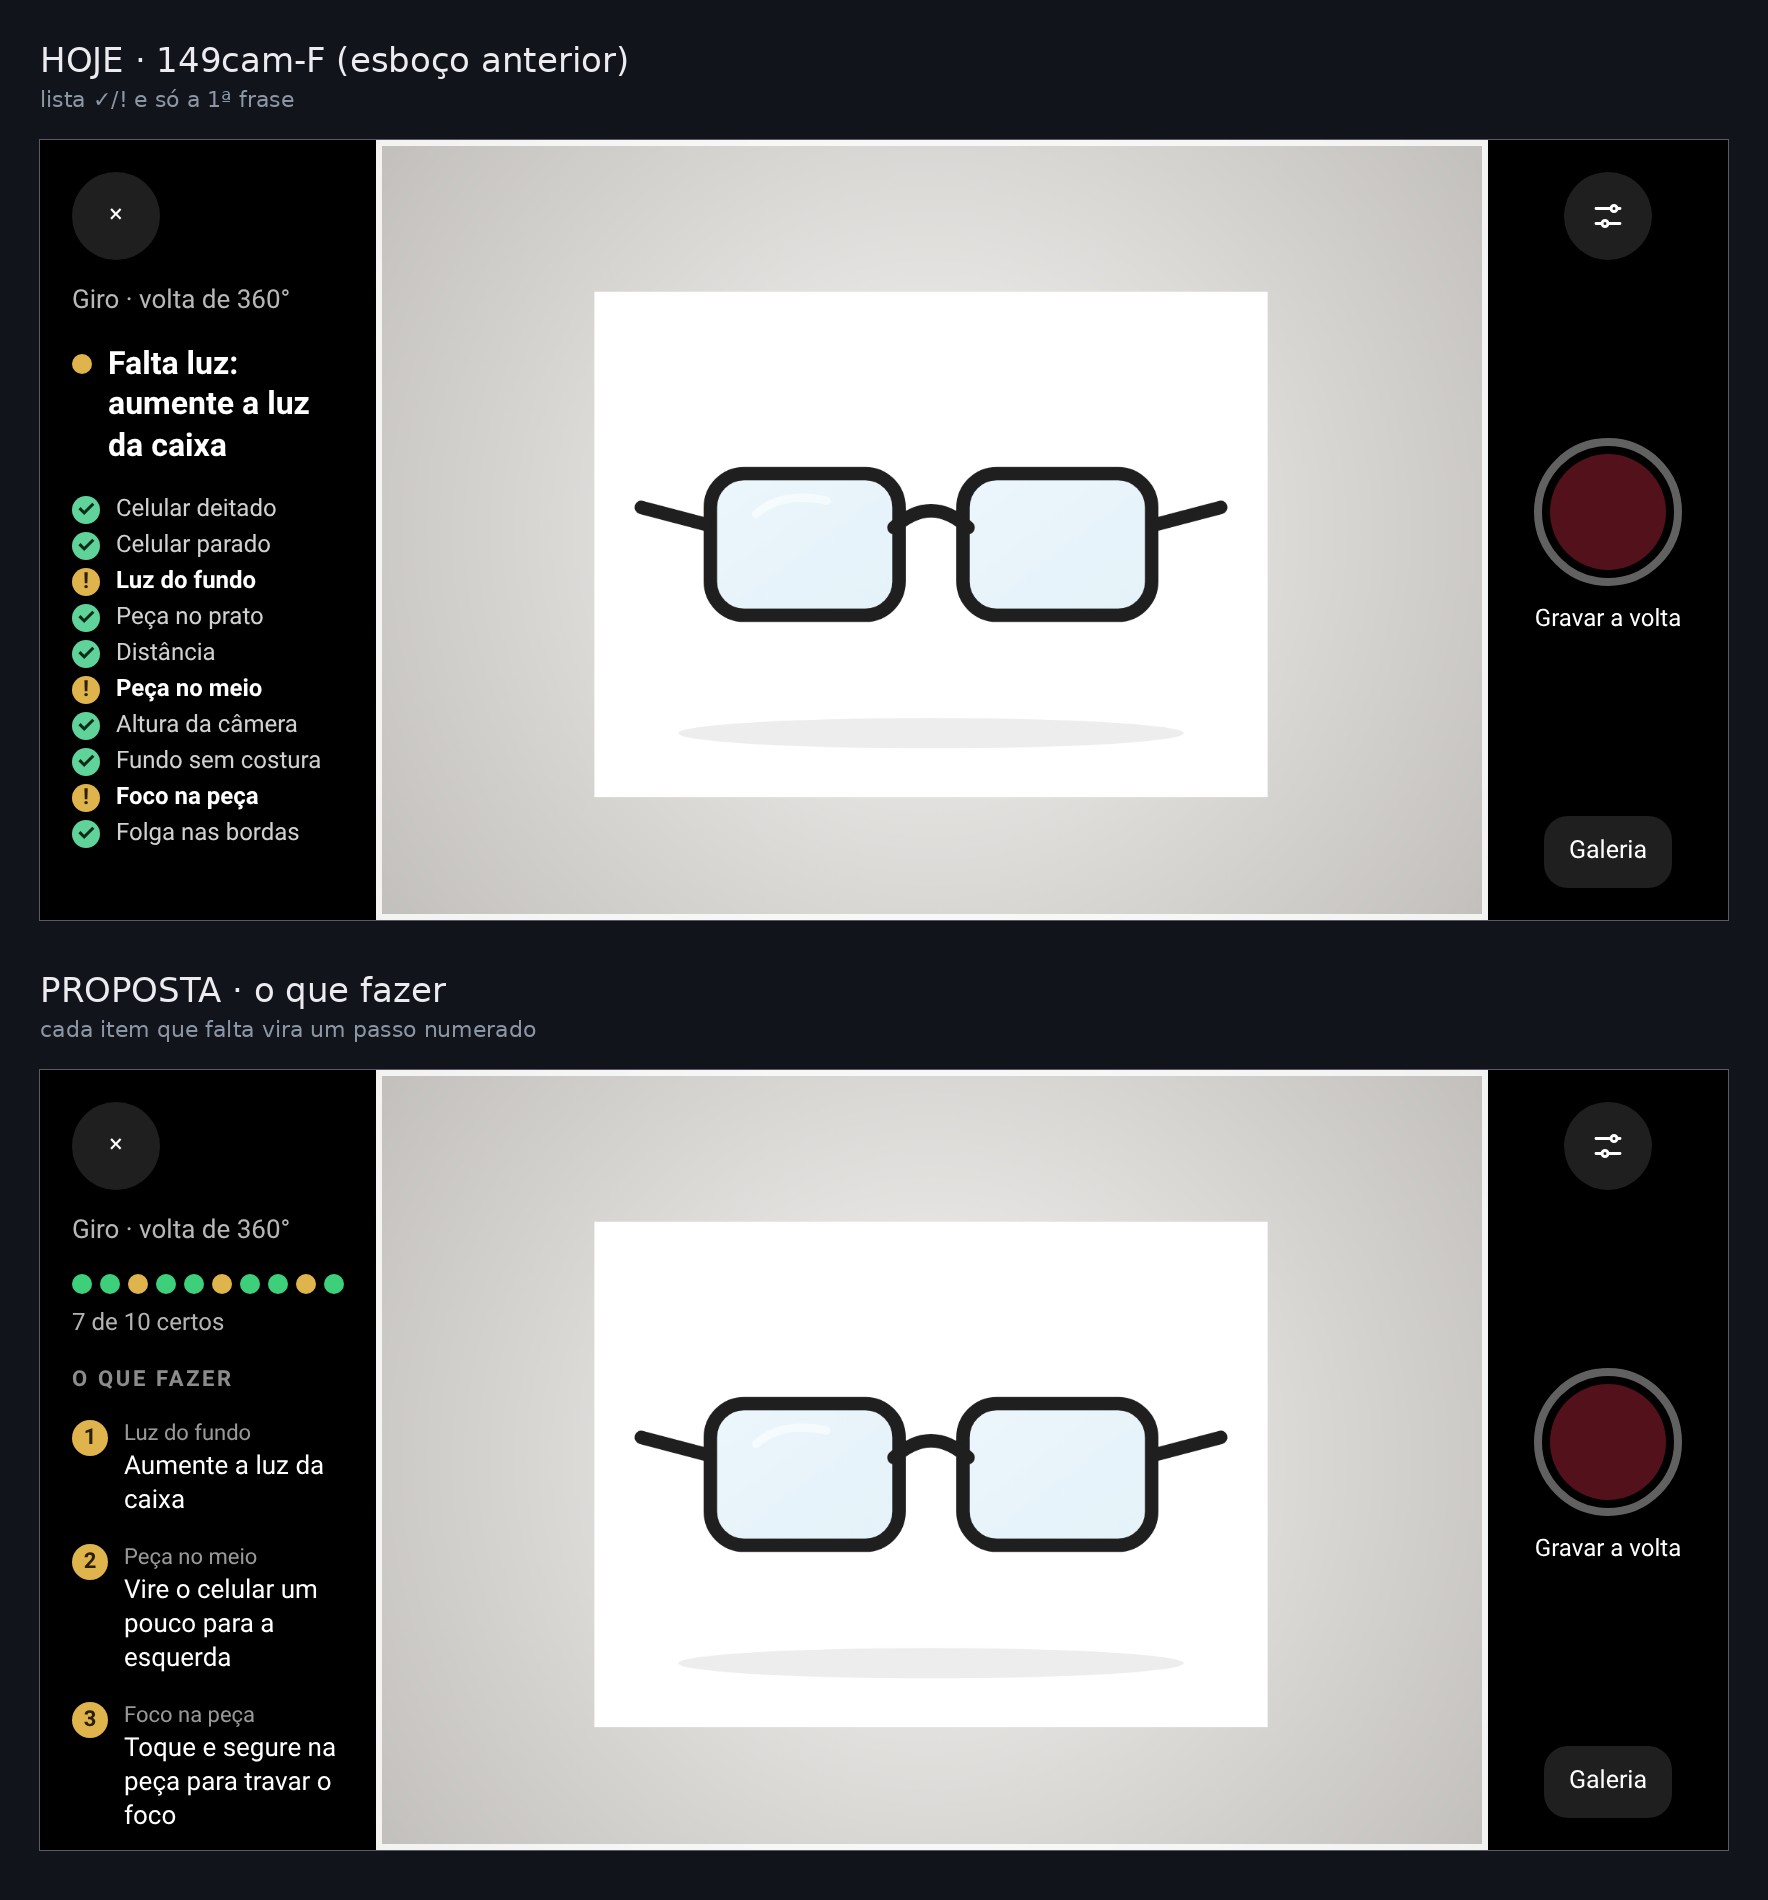 HOJE · 149cam-F (esboço anterior)
lista ✓/! e só a 1ª frase
×
Giro · volta de 360°
Falta luz:
aumente a luz
da caixa
Celular deitado
Celular parado
! Luz do fundo
Peça no prato
Distância
! Peça no meio
Altura da câmera
Fundo sem costura
! Foco na peça
Folga nas bordas
Gravar a volta
Galeria
PROPOSTA · o que fazer
cada item que falta vira um passo numerado
×
Giro · volta de 360°
7 de 10 certos
O QUE FAZER
1 Luz do fundo
Aumente a luz da
caixa
2 Peça no meio
Vire o celular um
pouco para a
esquerda
3 Foco na peça
Toque e segure na
peça para travar o
foco
Gravar a volta
Galeria